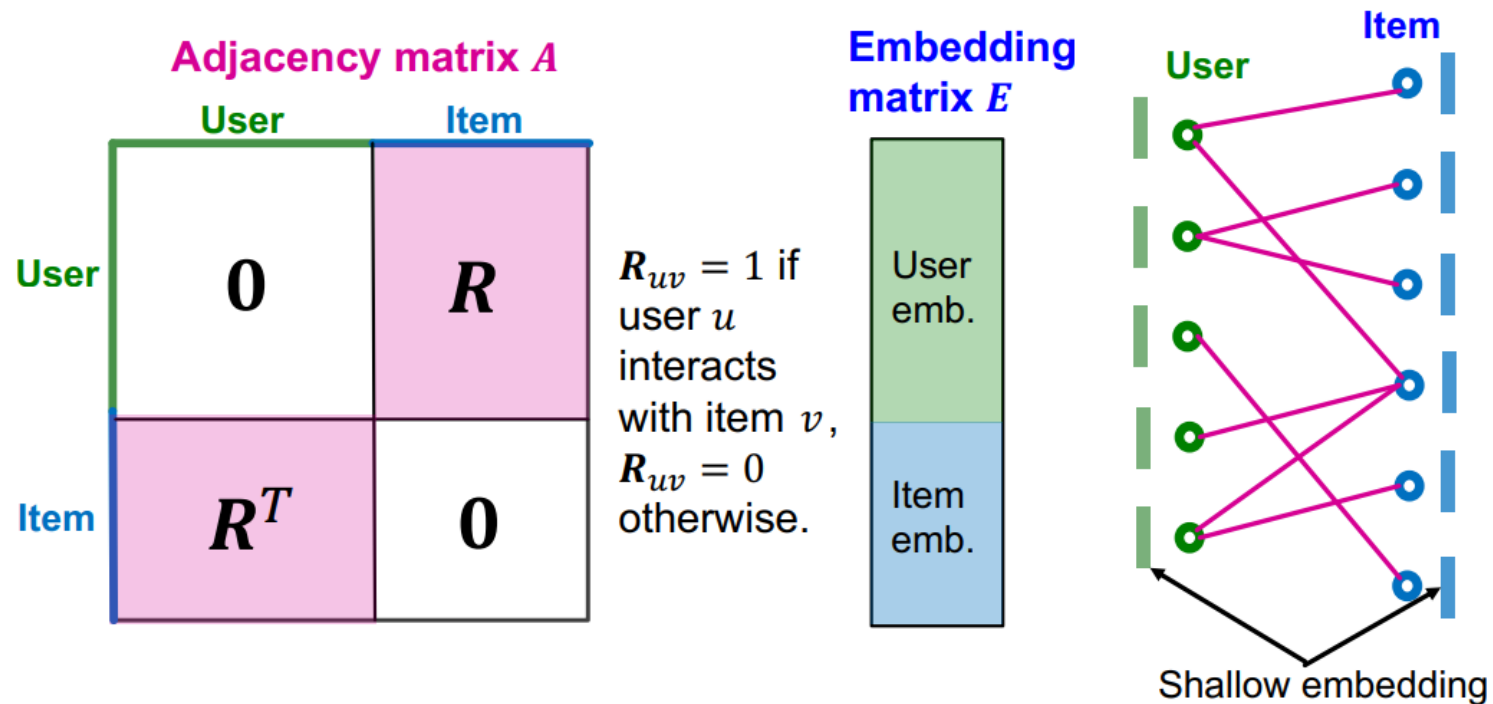 Adjacency matrix A
User Item
User
Item
0
R
R^T
0
R_uv = 1 if
user u
interacts
with item v,
R_uv = 0
otherwise.
Embedding
matrix E
User
emb.
Item
emb.
User
Item
Shallow embedding